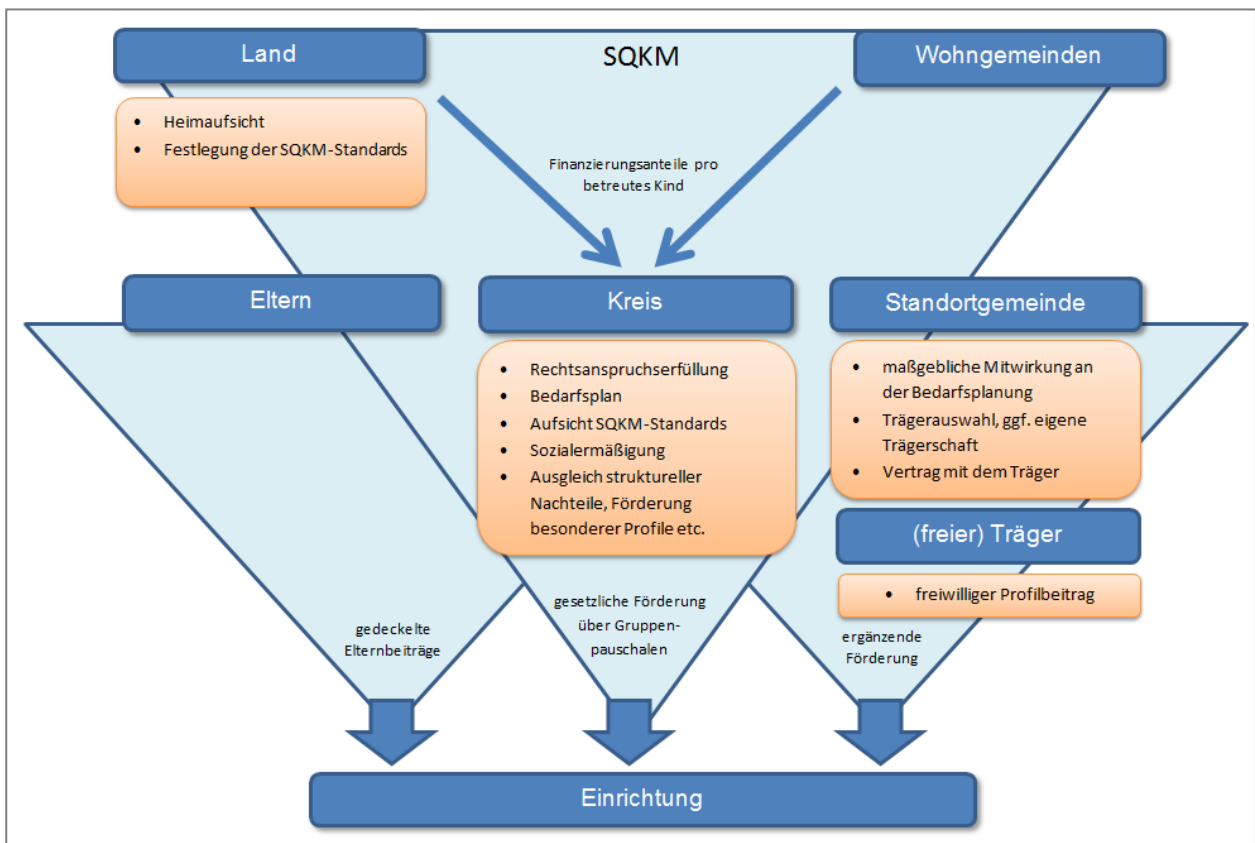 Land
SQKM
Wohngemeinden
• Heimaufsicht
• Festlegung der SQKM-Standards
Finanzierungsanteile pro
betreutes Kind
Eltern
Kreis
Standortgemeinde
• Rechtsanspruchserfüllung
• Bedarfsplan
• Aufsicht SQKM-Standards
• Sozialermäßigung
• Ausgleich struktureller
Nachteile, Förderung
besonderer Profile etc.
• maßgebliche Mitwirkung an
der Bedarfsplanung
• Trägerauswahl, ggf. eigene
Trägerschaft
• Vertrag mit dem Träger
(freier) Träger
• freiwilliger Profilbeitrag
gedeckelte
Elternbeiträge
gesetzliche Förderung
über Gruppen-
pauschalen
ergänzende
Förderung
Einrichtung